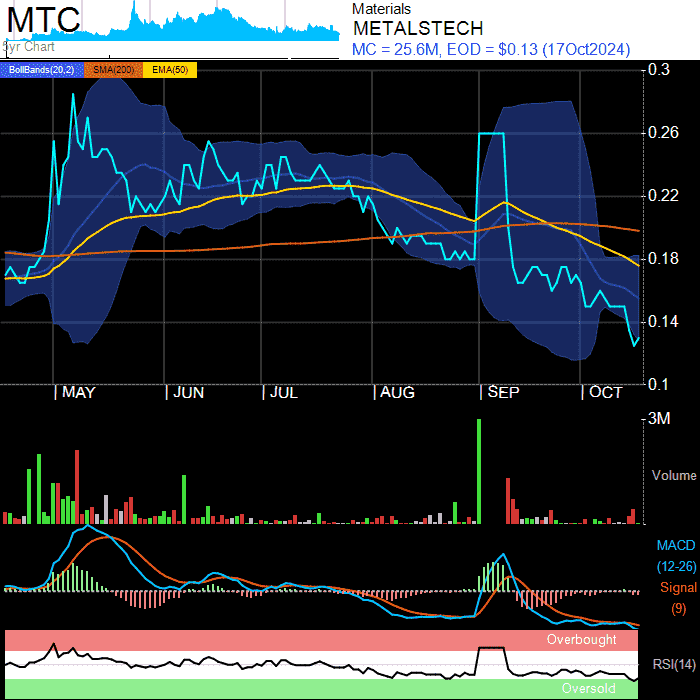 MTC
5yr Chart
Materials
METALSTECH
MC = 25.6M, EOD = $0.13 (17Oct2024)
BollBands(20,2) SMA(200) EMA(50)
0.3
0.26
0.22
0.18
0.14
0.1
MAY JUN JUL AUG SEP OCT
3M
Volume
MACD
(12-26)
Signal
(9)
Overbought
RSI(14)
Oversold